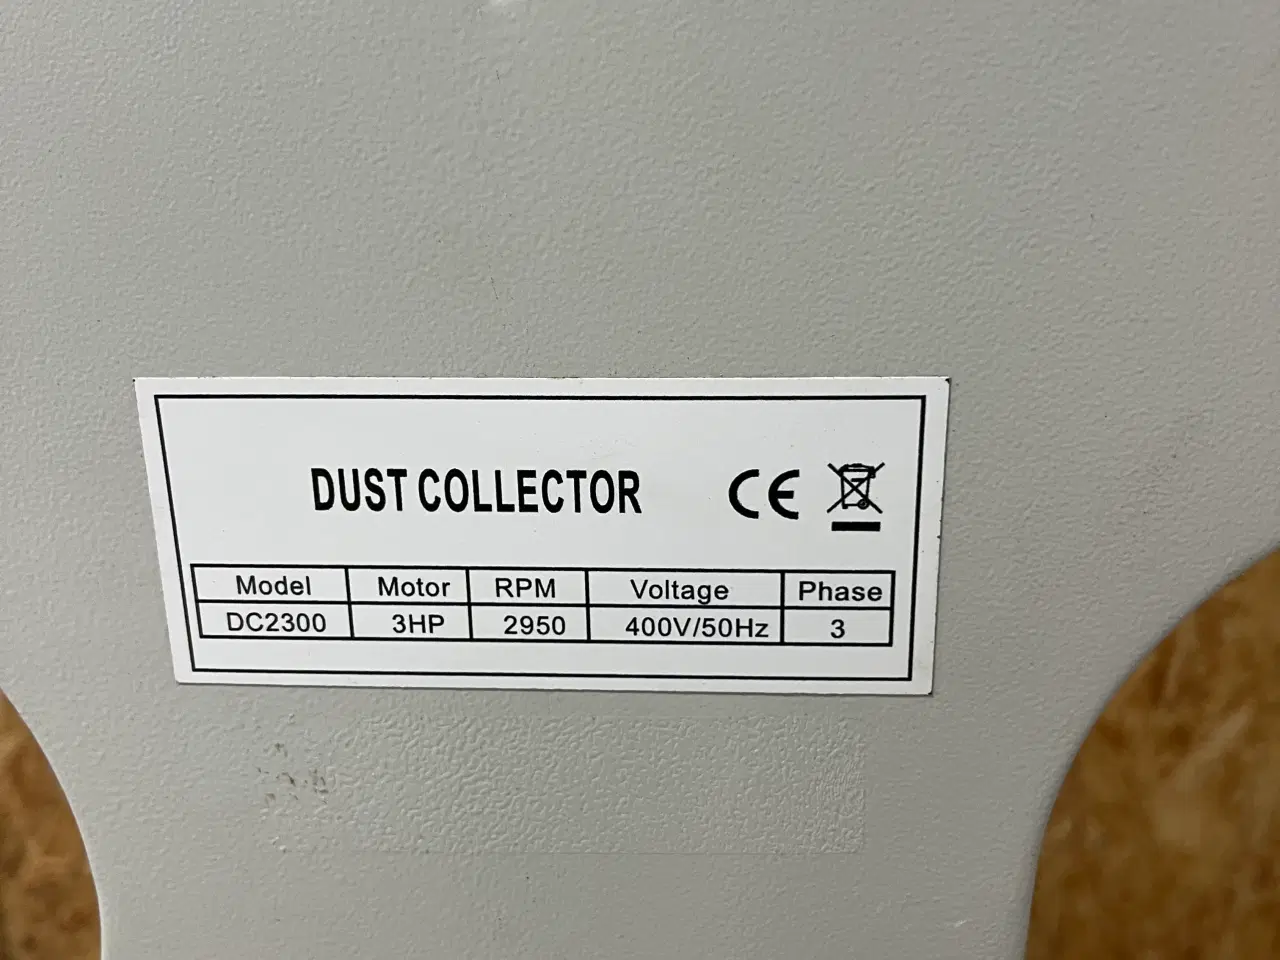 DUST COLLECTOR CE
Model Motor RPM Voltage Phase
DC2300 3HP 2950 400V/50Hz 3